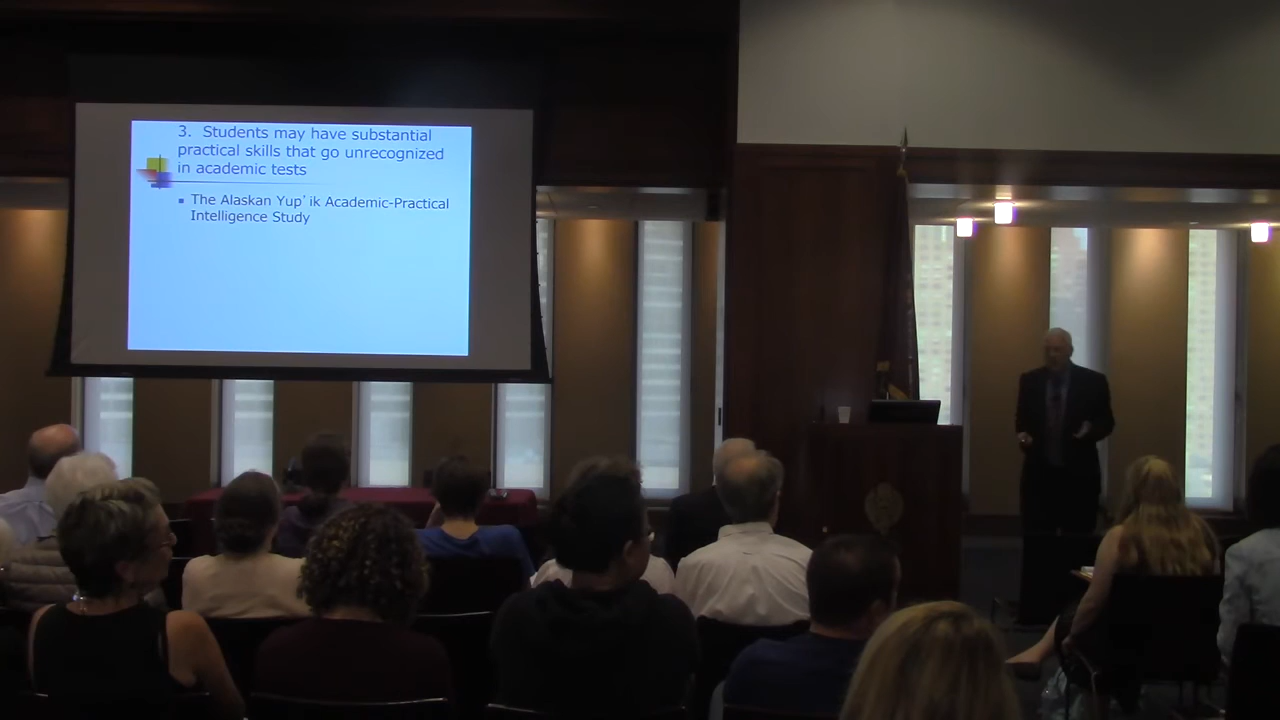 3. Students may have substantial
practical skills that go unrecognized
in academic tests
The Alaskan Yup'ik Academic-Practical
Intelligence Study